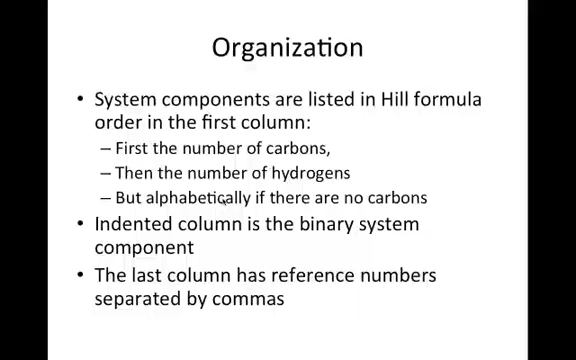 Organization
• System components are listed in Hill formula
order in the first column:
– First the number of carbons,
– Then the number of hydrogens
– But alphabetically if there are no carbons
• Indented column is the binary system
component
• The last column has reference numbers
separated by commas